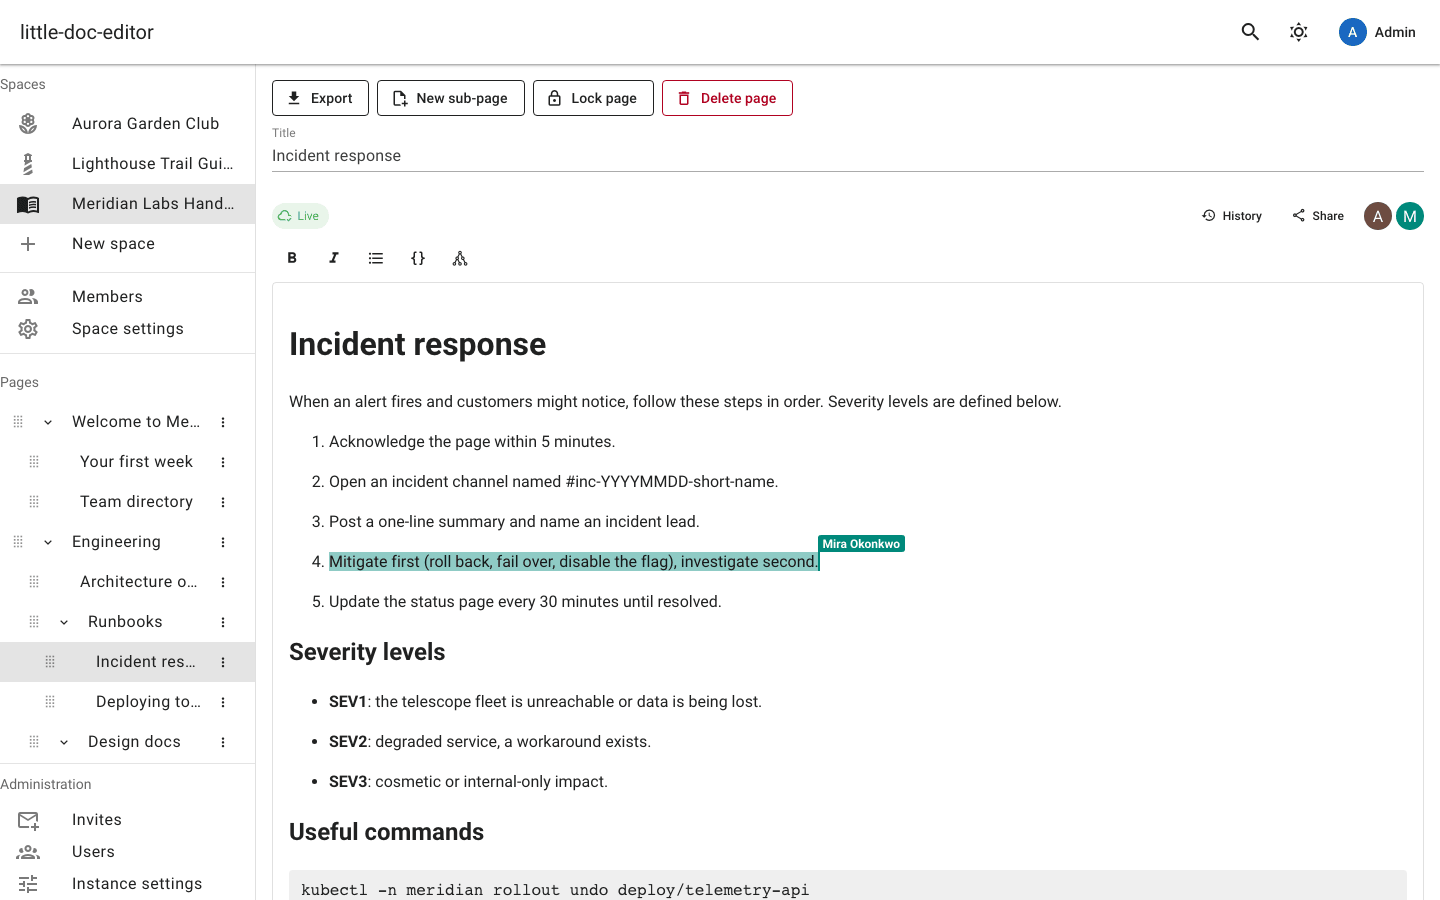 little-doc-editor
A Admin
Spaces
Aurora Garden Club
Lighthouse Trail Gui…
Meridian Labs Hand…
New space
Members
Space settings
Pages
Welcome to Me…
Your first week
Team directory
Engineering
Architecture o…
Runbooks
Incident res…
Deploying to…
Design docs
Administration
Invites
Users
Instance settings
Export
New sub-page
Lock page
Delete page
Title
Incident response
Live
History
Share
A
M
B I {}
Incident response
When an alert fires and customers might notice, follow these steps in order. Severity levels are defined below.
1. Acknowledge the page within 5 minutes.
2. Open an incident channel named #inc-YYYYMMDD-short-name.
3. Post a one-line summary and name an incident lead.
Mira Okonkwo
4. Mitigate first (roll back, fail over, disable the flag), investigate second.
5. Update the status page every 30 minutes until resolved.
Severity levels
• SEV1: the telescope fleet is unreachable or data is being lost.
• SEV2: degraded service, a workaround exists.
• SEV3: cosmetic or internal-only impact.
Useful commands
kubectl -n meridian rollout undo deploy/telemetry-api